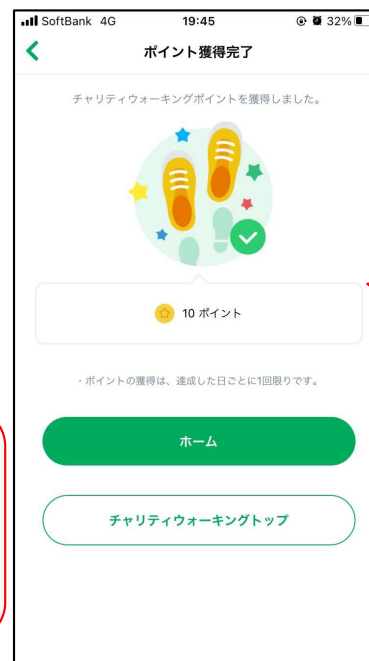 SoftBank 4G 19:45 32%
ポイント獲得完了
チャリティウォーキングポイントを獲得しました。
10 ポイント
・ポイントの獲得は、達成した日ごとに1回限りです。
ホーム
チャリティウォーキングトップ